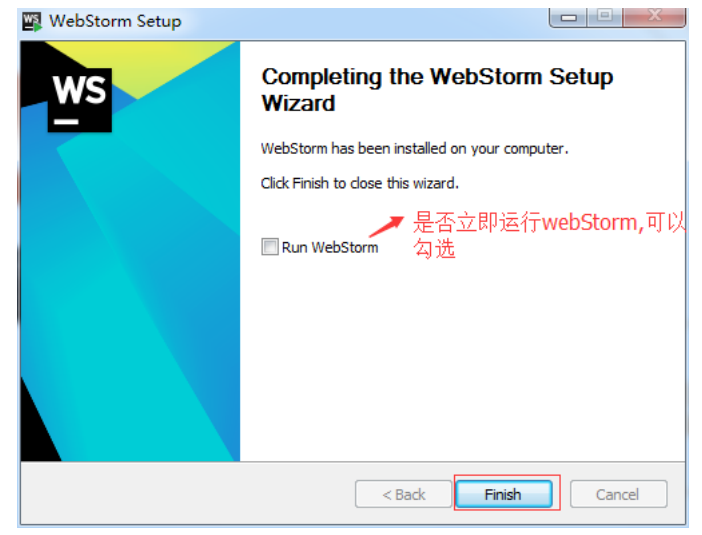 WebStorm Setup
WS
Completing the WebStorm Setup
Wizard
WebStorm has been installed on your computer.
Click Finish to close this wizard.
是否立即运行webStorm,可以
勾选
Run WebStorm
< Back
Finish
Cancel